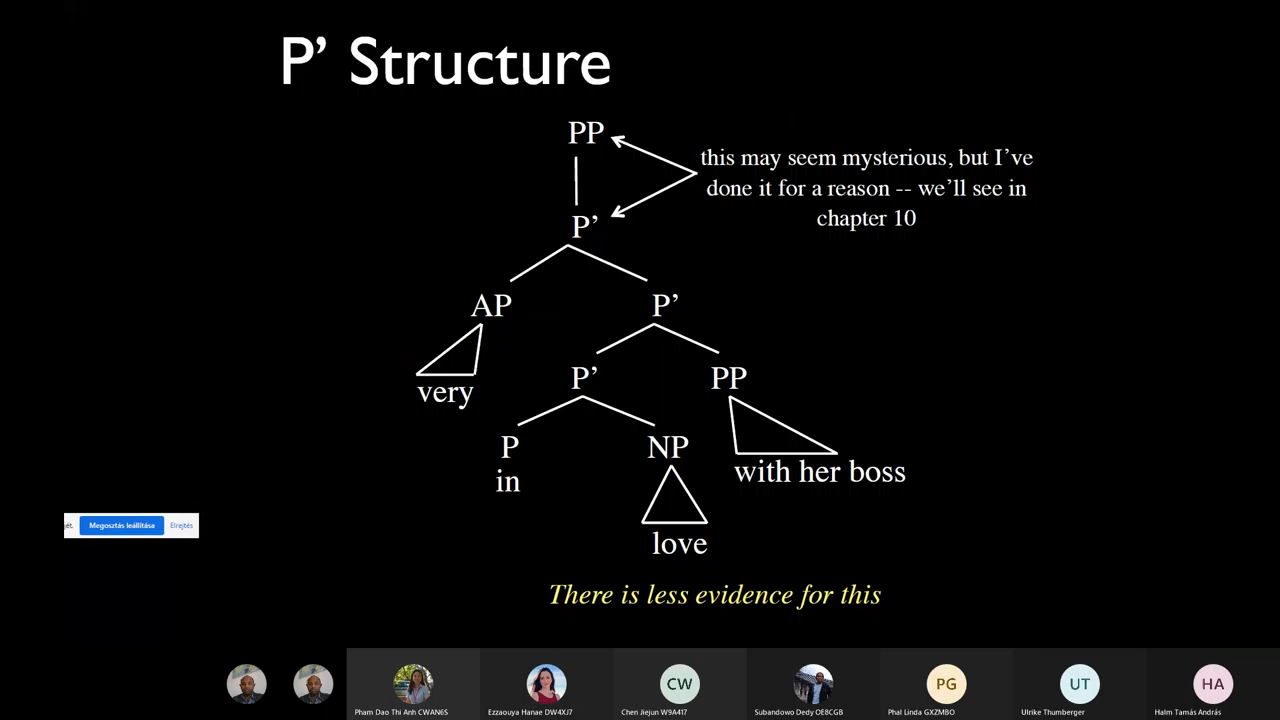 P’ Structure
PP
this may seem mysterious, but I’ve
done it for a reason -- we’ll see in
chapter 10
P’
AP
P’
very
P’
PP
P
NP
with her boss
in
love
jét.
Megosztás leállítása
Elrejtés
There is less evidence for this
CW
PG
UT
HA
Pham Dao Thi Anh CWAN6S
Ezzaouya Hanae DW4XJ7
Chen Jiejun W9A417
Subandowo Dedy OE8CGB
Phal Linda GXZMBO
Ulrike Thumberger
Halm Tamás András